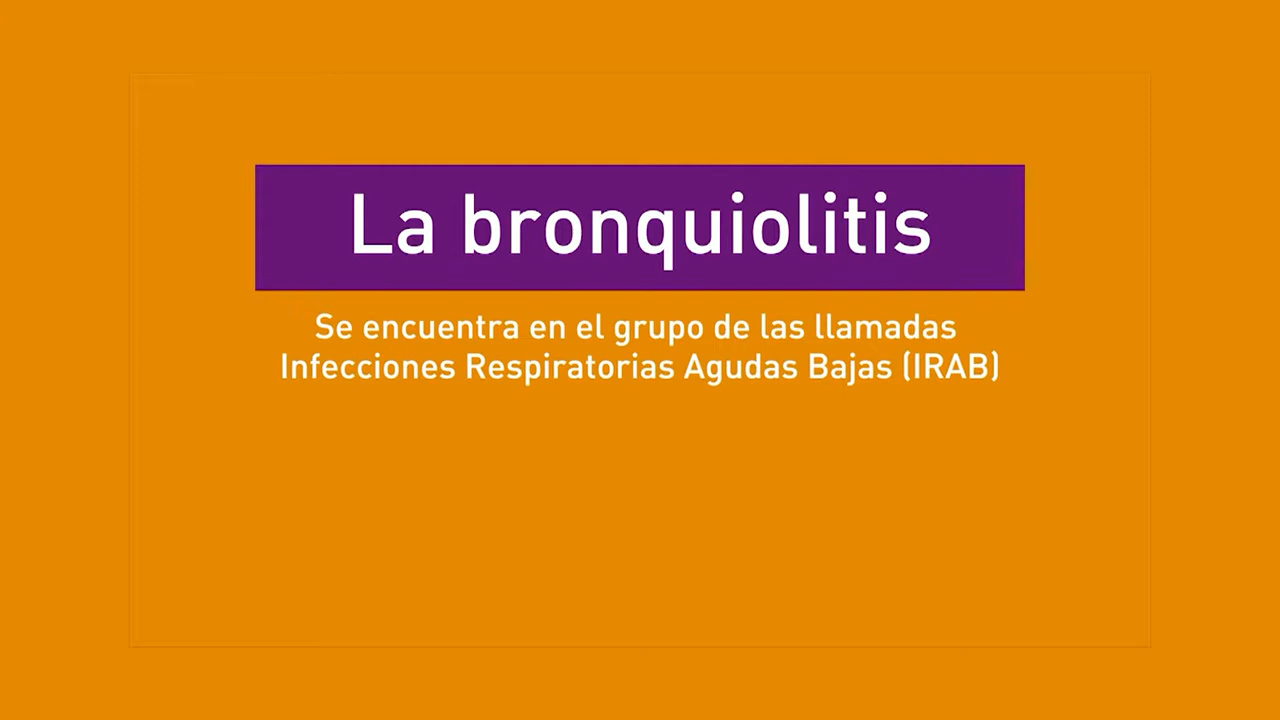 La bronquiolitis
Se encuentra en el grupo de las llamadas
Infecciones Respiratorias Agudas Bajas (IRAB)